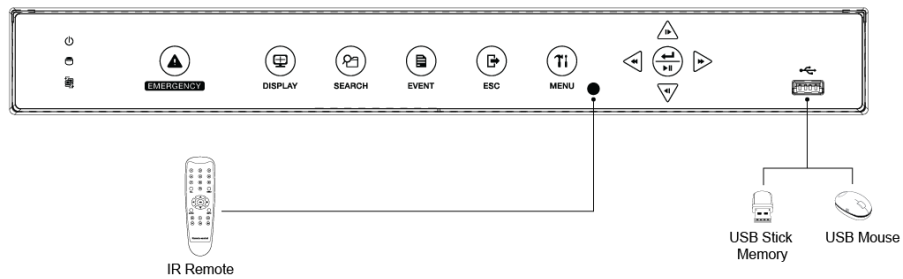 EMERGENCY
DISPLAY
SEARCH
EVENT
ESC
MENU
IR Remote
USB Stick
Memory
USB Mouse